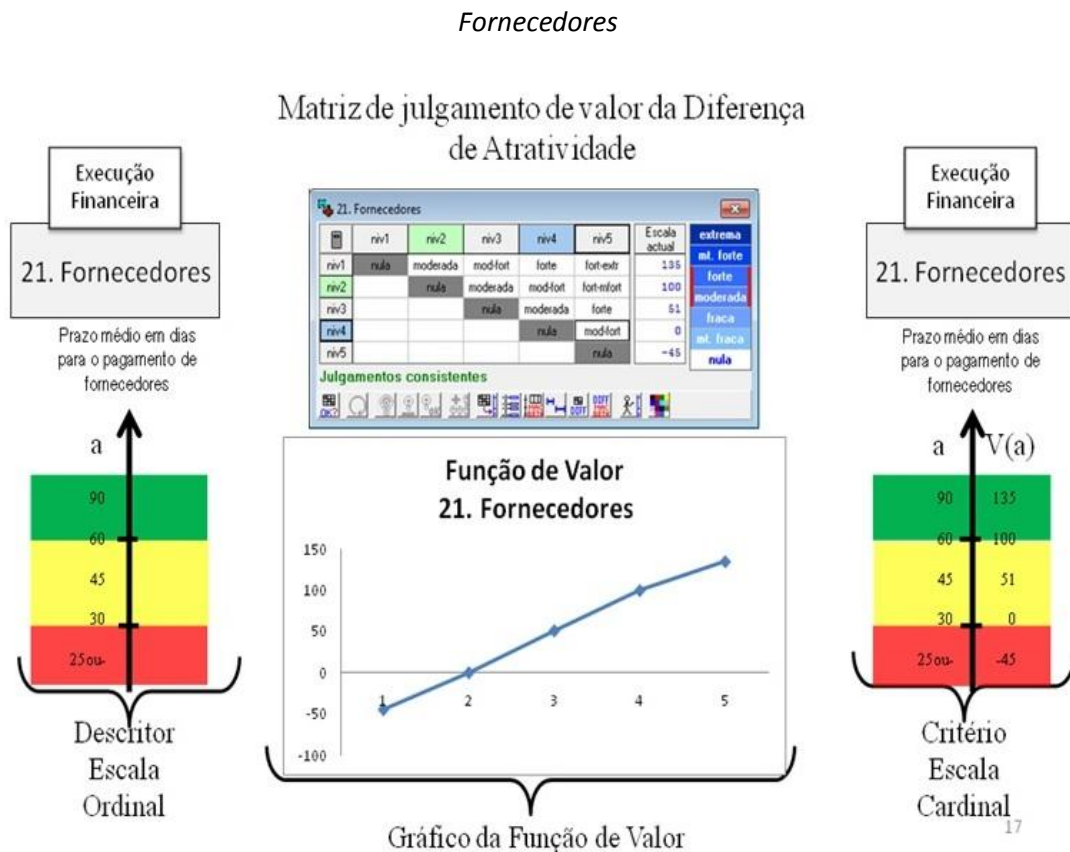 Fornecedores
Matriz de julgamento de valor da Diferença
de Atratividade
Execução
Financeira
21. Fornecedores
Prazo médio em dias
para o pagamento de
fornecedores
a
90
60
45
30
25ou-
Descritor
Escala
Ordinal
21. Fornecedores
niv1 niv2 niv3 niv4 niv5 Escala actual
niv1 nula moderada mod-fort forte fort-extr 135
niv2 nula moderada mod-fort fort-mfort 100
niv3 nula moderada forte 51
niv4 nula mod-fort 0
niv5 nula -45
extrema
mt. forte
forte
moderada
fraca
mt. fraca
nula
Julgamentos consistentes
Função de Valor
21. Fornecedores
150
100
50
0
-50
-100
1 2 3 4 5
Gráfico da Função de Valor
Execução
Financeira
21. Fornecedores
Prazo médio em dias
para o pagamento de
fornecedores
a V(a)
90 135
60 100
45 51
30 0
25ou- -45
Critério
Escala
Cardinal
17